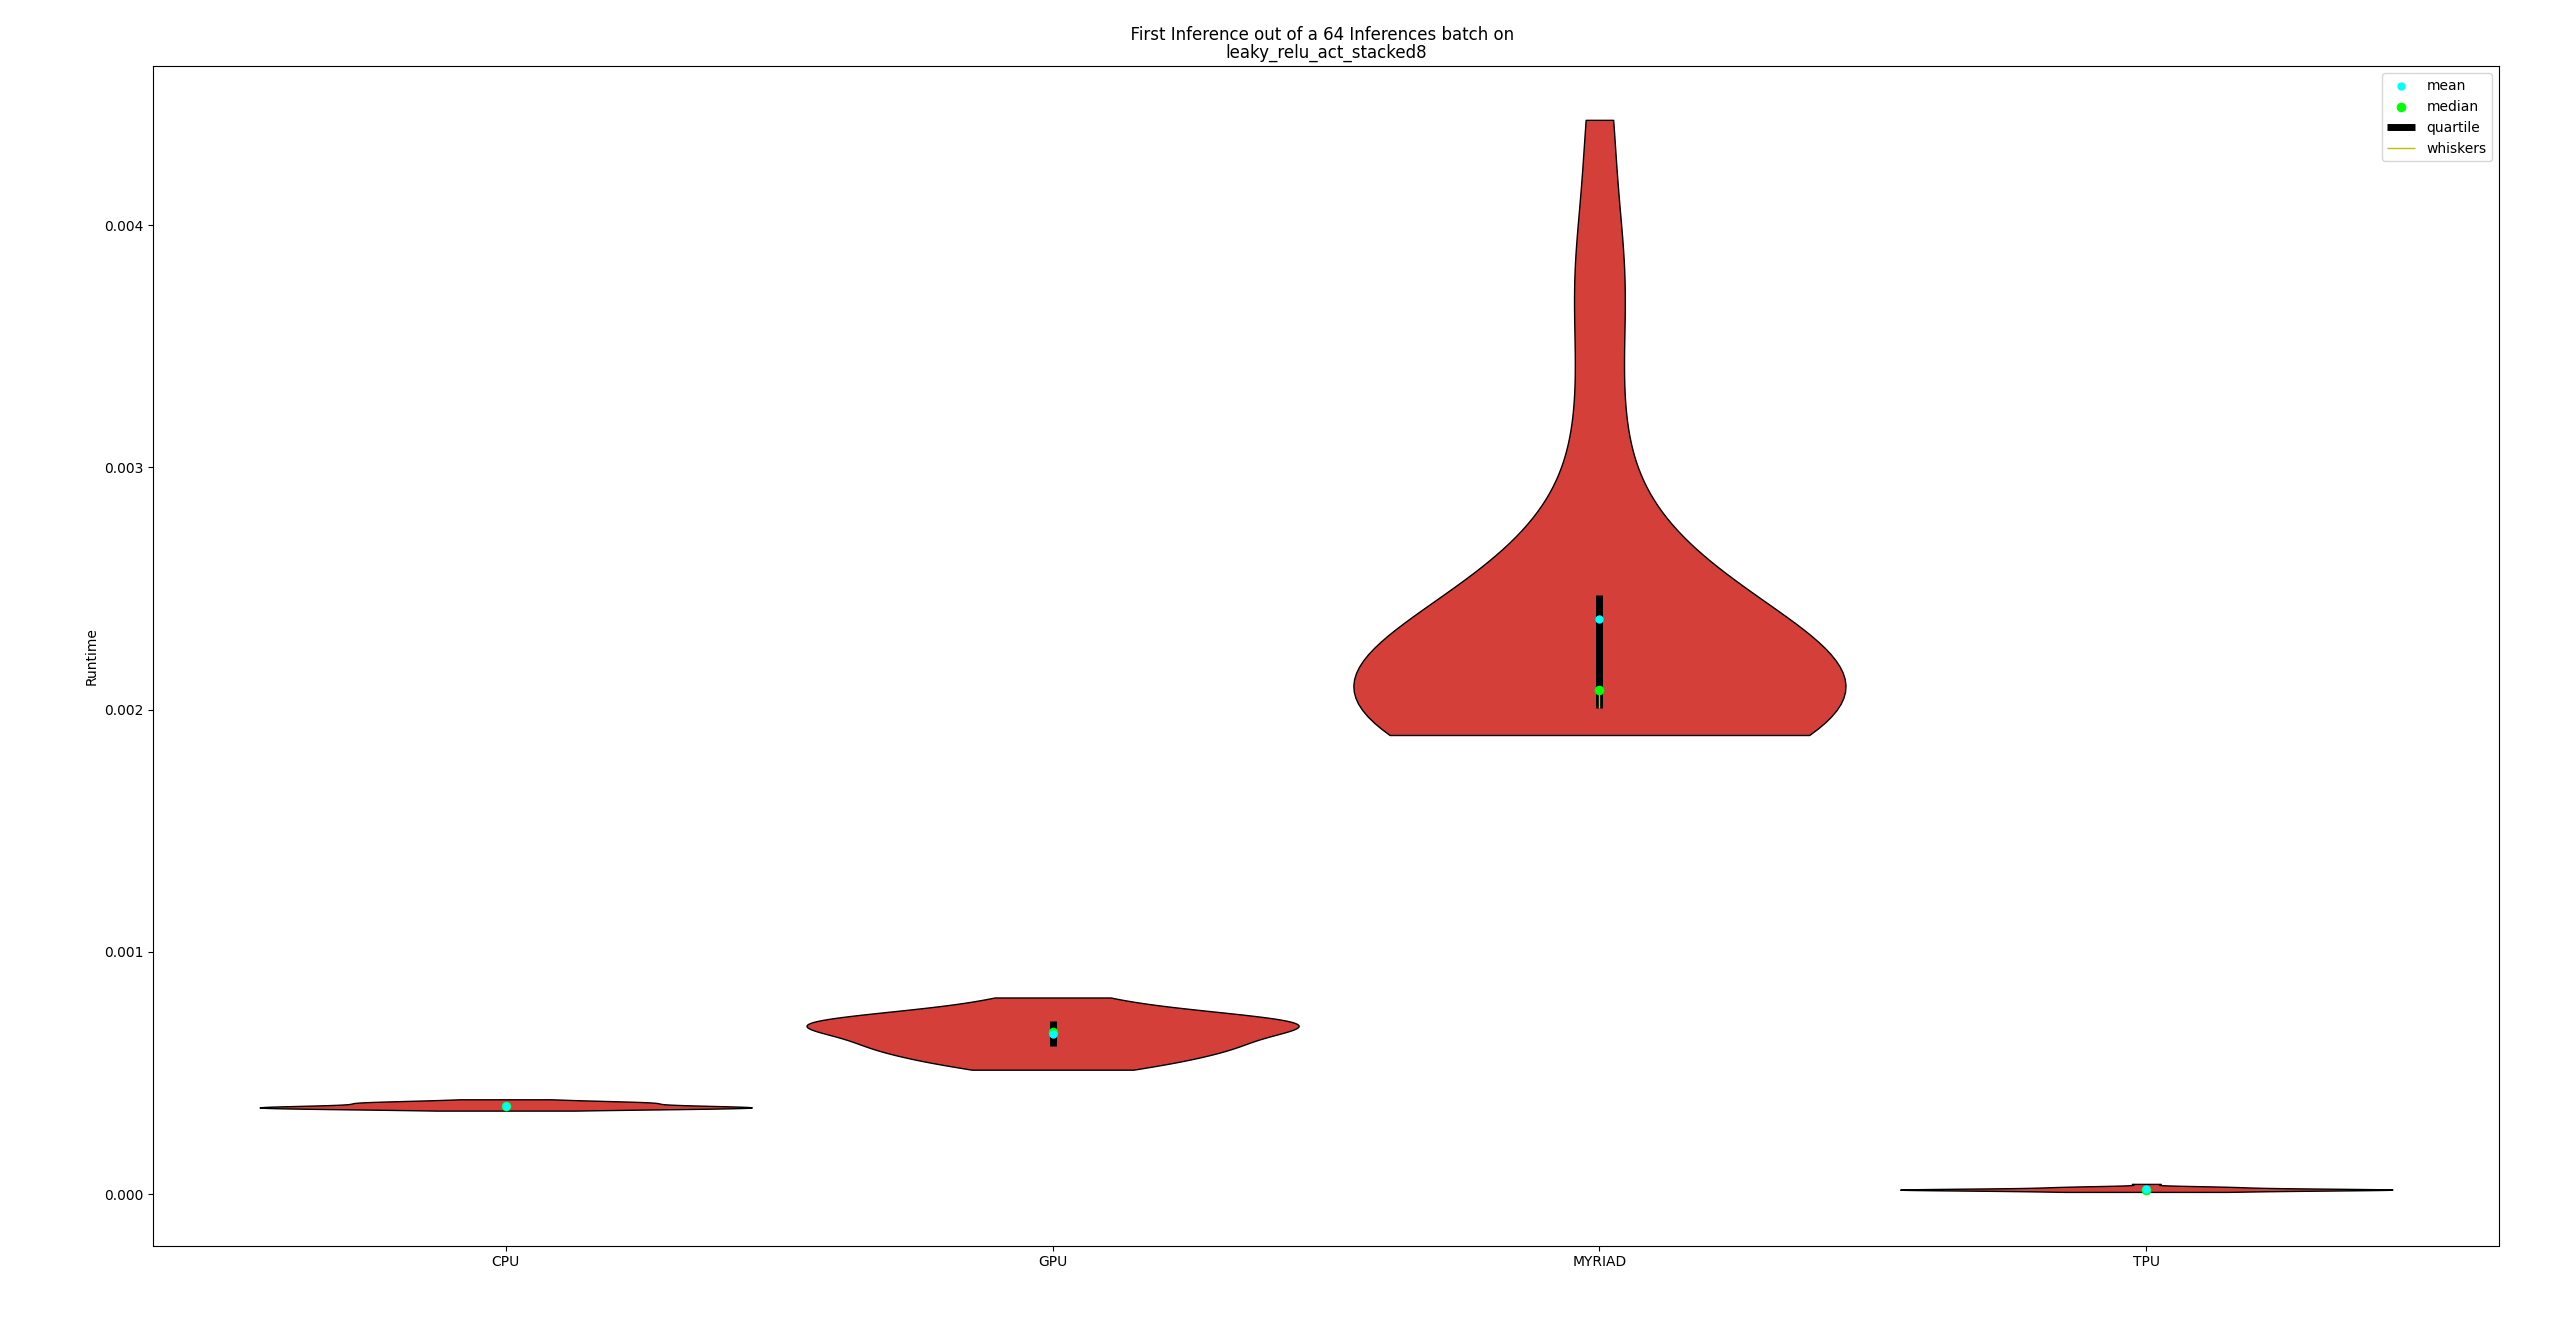 First Inference out of a 64 Inferences batch on
leaky_relu_act_stacked8
mean
median
quartile
whiskers
0.004
0.003
0.002
0.001
0.000
Runtime
CPU
GPU
MYRIAD
TPU